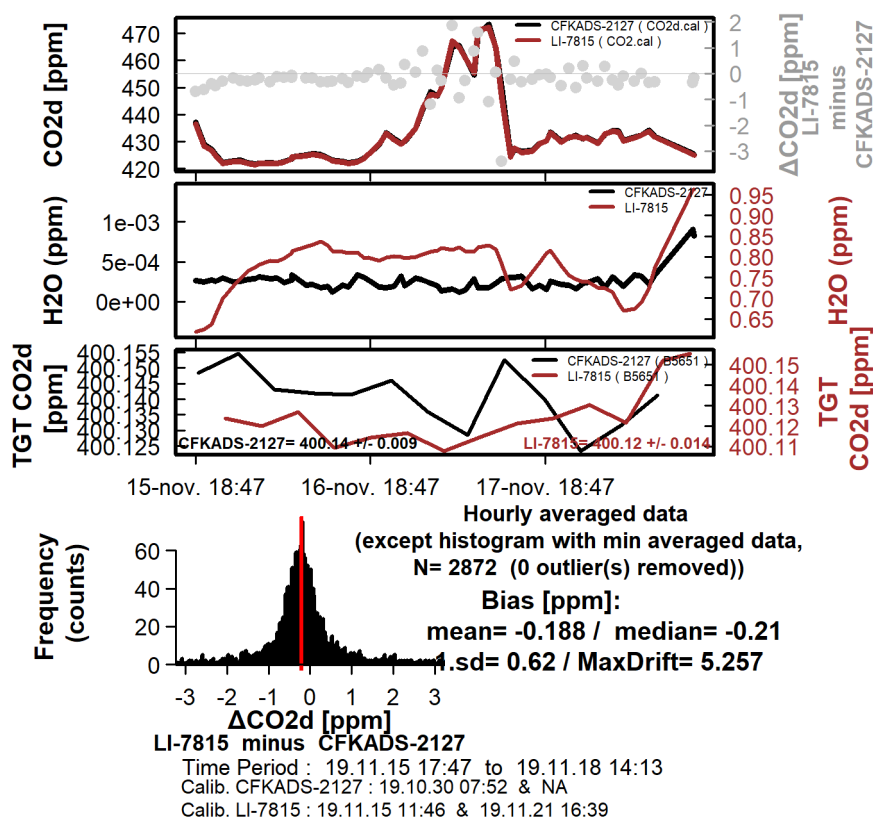 CO2d [ppm]
470
460
450
440
430
420
CFKADS-2127 ( CO2d.cal )
LI-7815 ( CO2.cal )
2
1
0
-1
-2
-3
ΔCO2d [ppm]
LI-7815
minus
CFKADS-2127
H2O (ppm)
1e-03
5e-04
0e+00
CFKADS-2127
LI-7815
0.95
0.90
0.85
0.80
0.75
0.70
0.65
H2O (ppm)
TGT CO2d
[ppm]
400.155
400.145
400.135
400.125
CFKADS-2127 ( B5651 )
LI-7815 ( B5651 )
CFKADS-2127= 400.14 +/- 0.009
LI-7815= 400.12 +/- 0.014
400.15
400.14
400.13
400.12
400.11
TGT
CO2d [ppm]
15-nov. 18:47
16-nov. 18:47
17-nov. 18:47
Hourly averaged data
(except histogram with min averaged data,
N= 2872 (0 outlier(s) removed))
Bias [ppm]:
mean= -0.188 / median= -0.21
1.sd= 0.62 / MaxDrift= 5.257
Frequency
(counts)
60
40
20
0
-3
-2
-1
0
1
2
3
ΔCO2d [ppm]
LI-7815 minus CFKADS-2127
Time Period : 19.11.15 17:47 to 19.11.18 14:13
Calib. CFKADS-2127 : 19.10.30 07:52 & NA
Calib. LI-7815 : 19.11.15 11:46 & 19.11.21 16:39